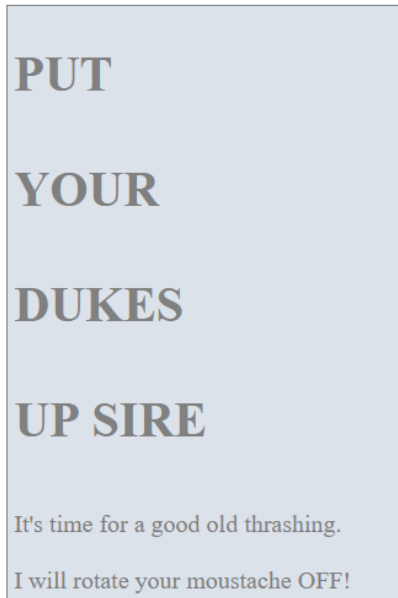 PUT
YOUR
DUKES
UP SIRE
It's time for a good old thrashing.
I will rotate your moustache OFF!